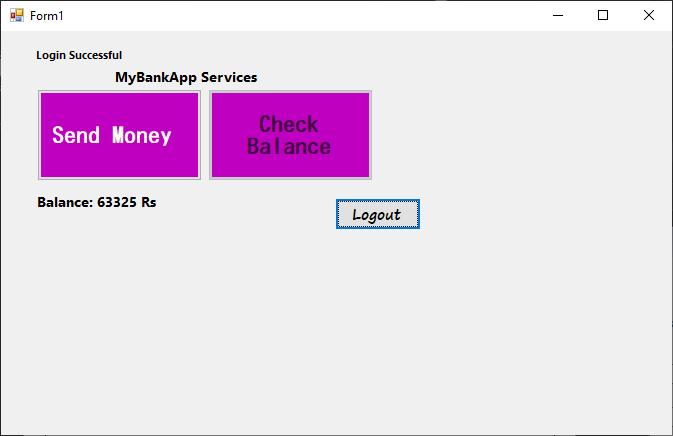 Form1
Login Successful
MyBankApp Services
Send Money
Check
Balance
Balance: 63325 Rs
Logout